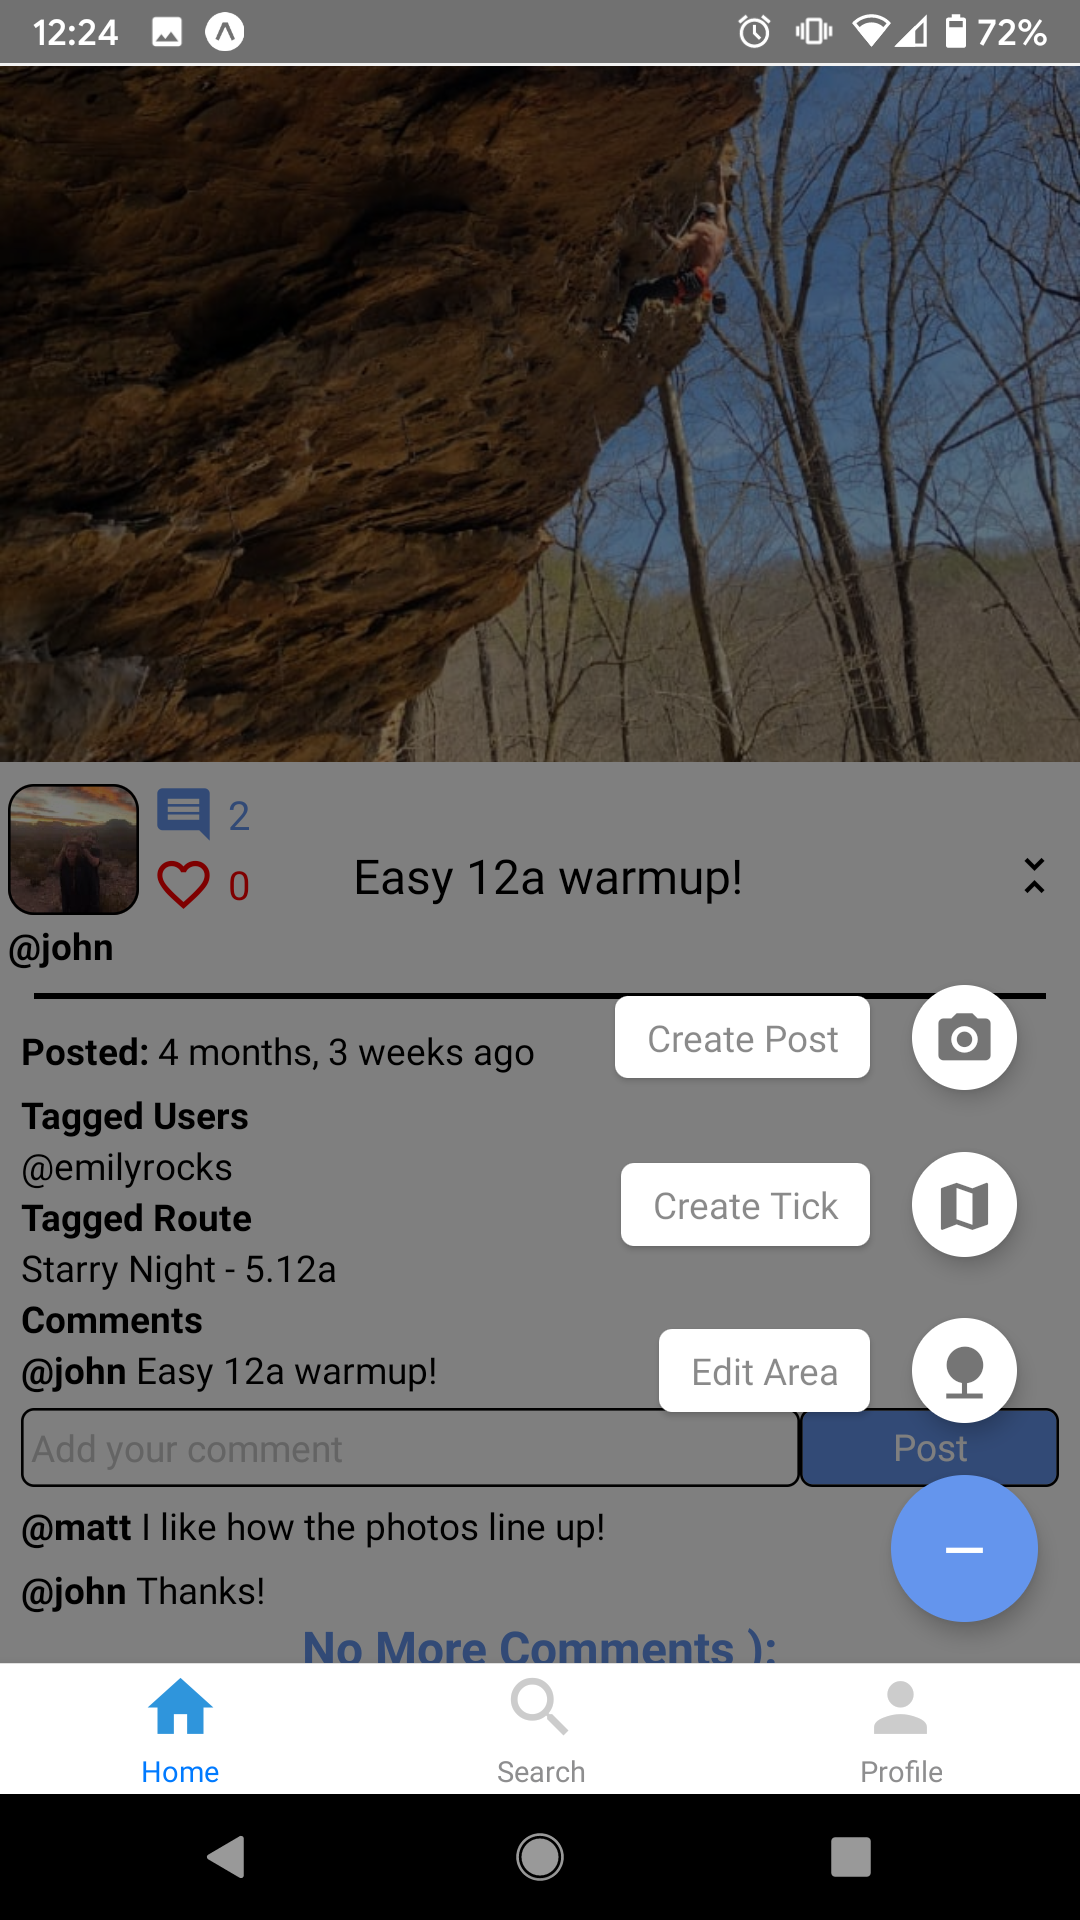 12:24
72%
2
0
Easy 12a warmup!
@john
Posted: 4 months, 3 weeks ago
Create Post
Tagged Users
@emilyrocks
Create Tick
Tagged Route
Starry Night - 5.12a
Comments
@john Easy 12a warmup!
Edit Area
Add your comment
Post
@matt I like how the photos line up!
@john Thanks!
No More Comments ):
Home
Search
Profile